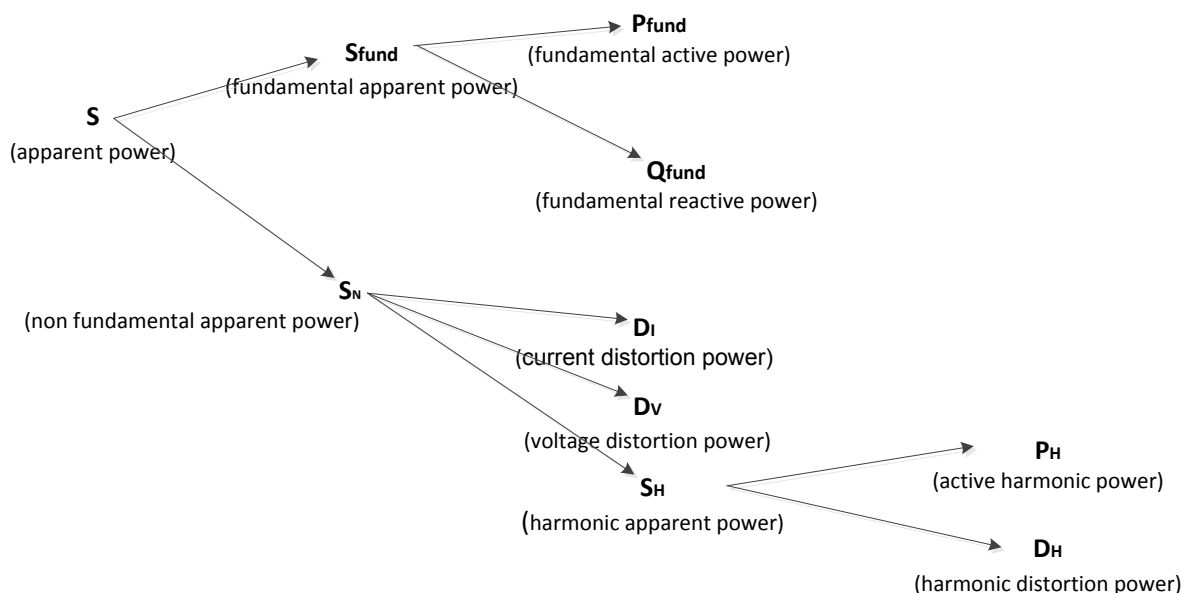 Pfund
(fundamental active power)
Sfund
(fundamental apparent power)
S
(apparent power)
Qfund
(fundamental reactive power)
SN
(non fundamental apparent power)
DI
(current distortion power)
DV
(voltage distortion power)
SH
(harmonic apparent power)
PH
(active harmonic power)
DH
(harmonic distortion power)